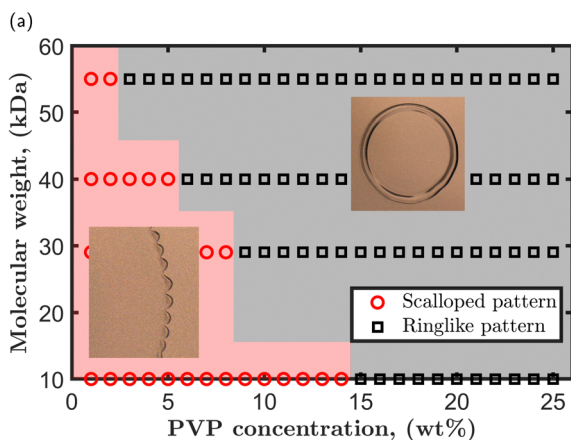 (a)
60
50
40
30
20
10
Molecular weight, (kDa)
Scalloped pattern
Ringlike pattern
0 5 10 15 20 25
PVP concentration, (wt%)